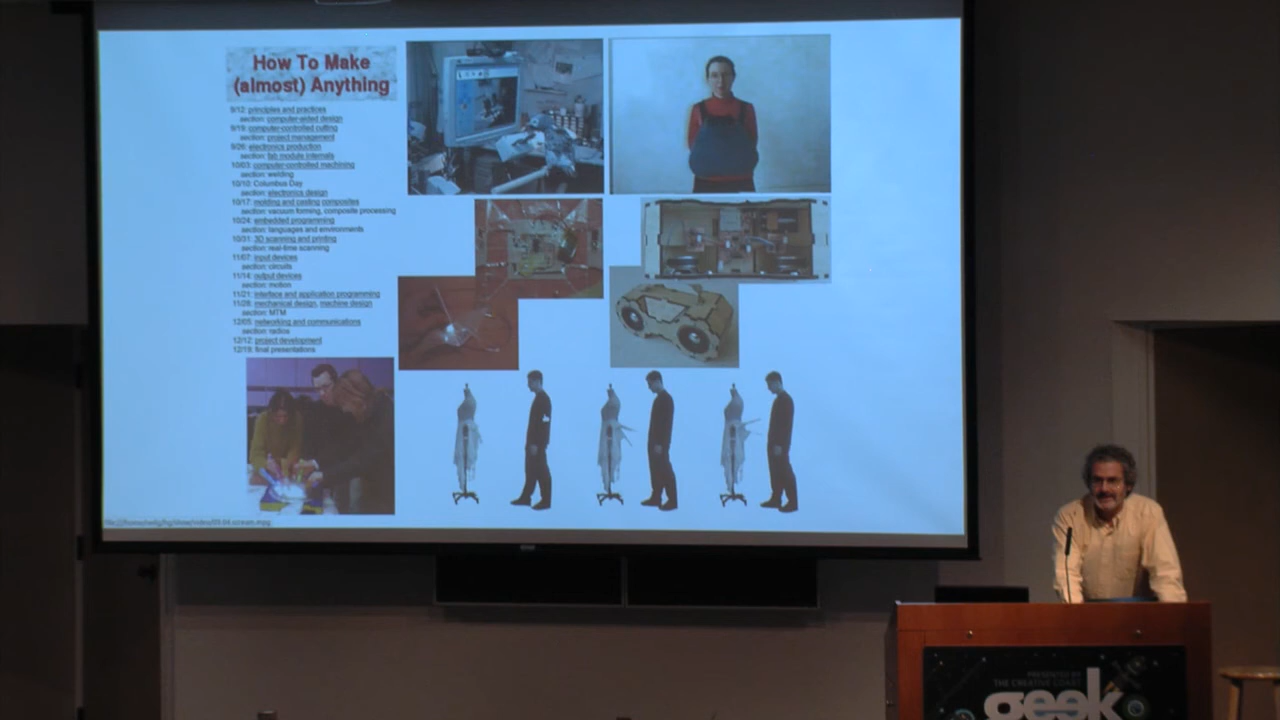 How To Make
(almost) Anything
9/12: principles and practices
section: computer-aided design
9/19: computer-controlled cutting
section: project management
9/26: electronics production
section: fab module internals
10/03: computer-controlled machining
section: welding
10/10: Columbus Day
section: electronics design
10/17: molding and casting composites
section: vacuum forming, composite processing
10/24: embedded programming
section: languages and environments
10/31: 3D scanning and printing
section: real-time scanning
11/07: input devices
section: circuits
11/14: output devices
section: motion
11/21: interface and application programming
11/28: mechanical design, machine design
section: MTM
12/05: networking and communications
section: radios
12/12: project development
12/19: final presentations
PRESENTED BY
THE CREATIVE COAST
geek